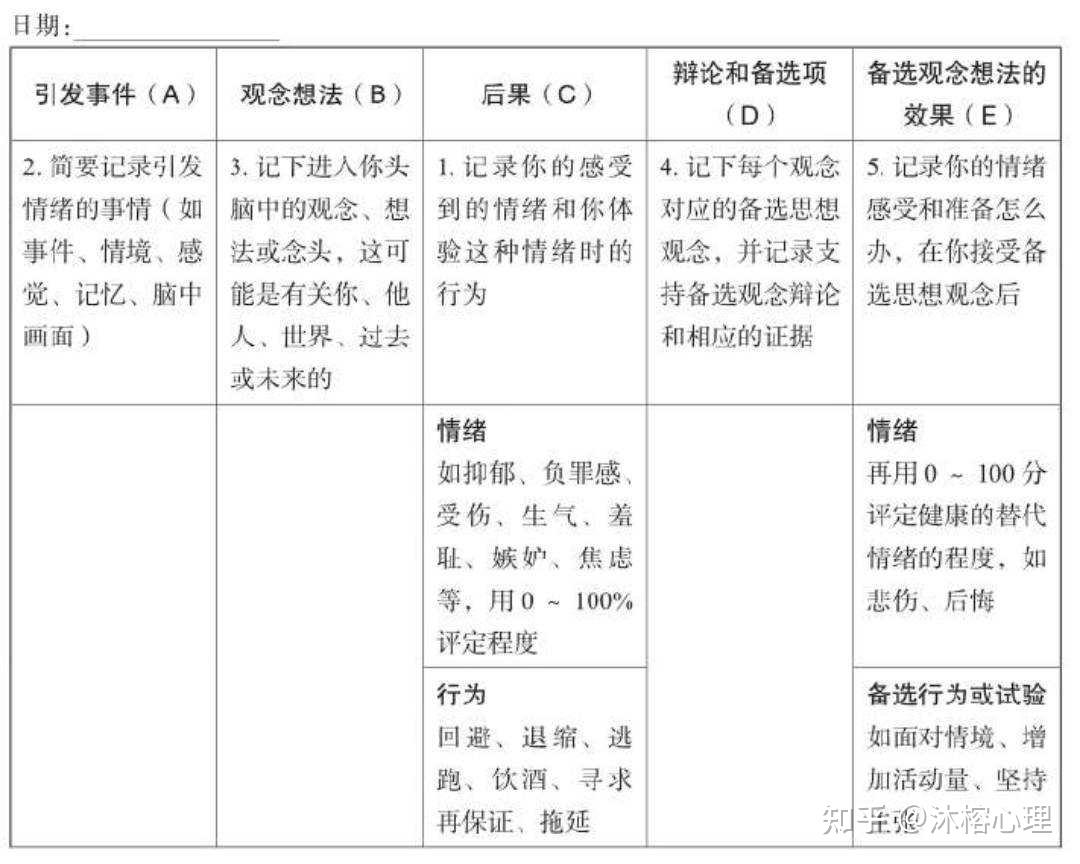 日期:
引发事件（A）
观念想法（B）
后果（C）
辩论和备选项
（D）
备选观念想法的
效果（E）
2. 简要记录引发
情绪的事情（如
事件、情境、感
觉、记忆、脑中
画面）
3. 记下进入你头
脑中的观念、想
法或念头，这可
能是有关你、他
人、世界、过去
或未来的
1. 记录你的感受
到的情绪和你体
验这种情绪时的
行为
4. 记下每个观念
对应的备选思想
观念，并记录支
持备选观念辩论
和相应的证据
5. 记录你的情绪
感受和准备怎么
办，在你接受备
选思想观念后
情绪
如抑郁、负罪感、
受伤、生气、羞
耻、嫉妒、焦虑
等，用0 ~ 100%
评定程度
行为
回避、退缩、逃
跑、饮酒、寻求
再保证、拖延
情绪
再用0 ~ 100分
评定健康的替代
情绪的程度，如
悲伤、后悔
备选行为或试验
如面对情境、增
加活动量、坚持
主张
知乎 @沐榕心理